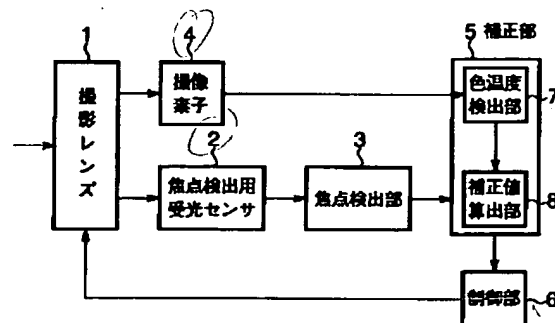 1
4
5 補正部
撮影レンズ
撮像
素子
色温度
検出部
7
2
3
焦点検出用
受光センサ
焦点検出部
補正値
算出部
8
制御部
6